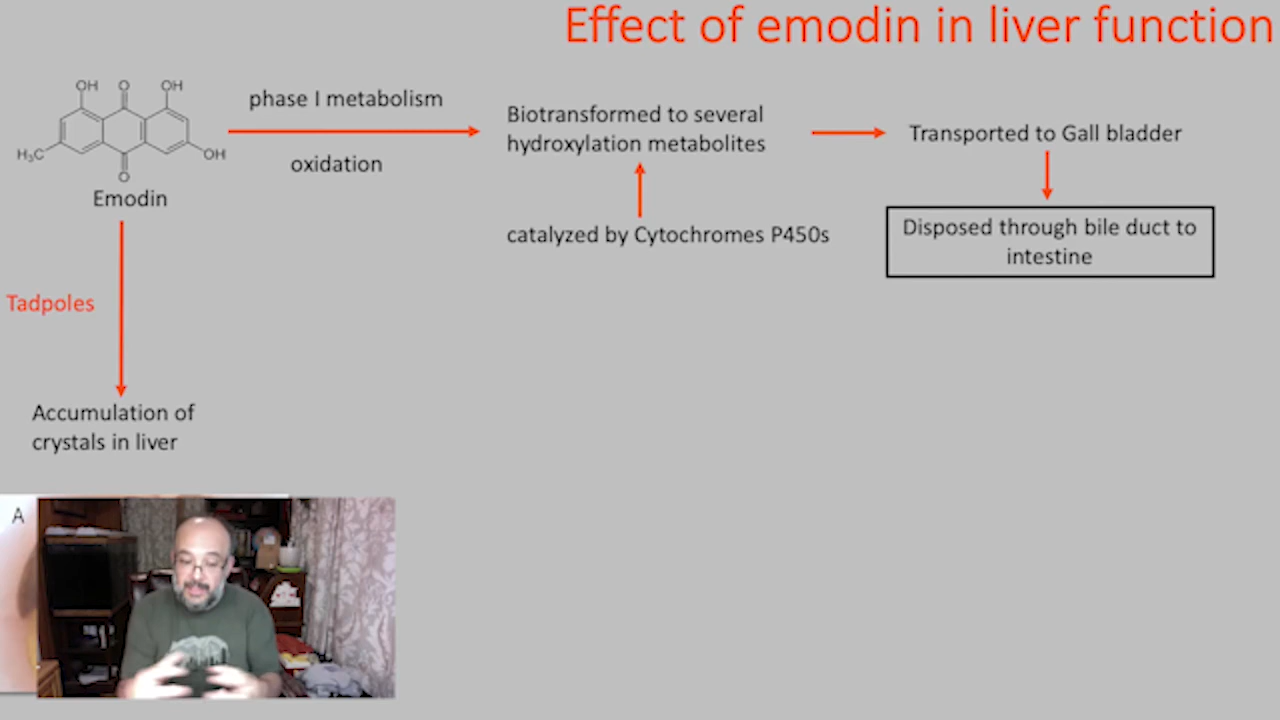 Effect of emodin in liver function
OH
O
OH
H₃C
OH
O
Emodin
phase I metabolism
oxidation
Biotransformed to several
hydroxylation metabolites
catalyzed by Cytochromes P450s
Transported to Gall bladder
Disposed through bile duct to
intestine
Tadpoles
Accumulation of
crystals in liver
A